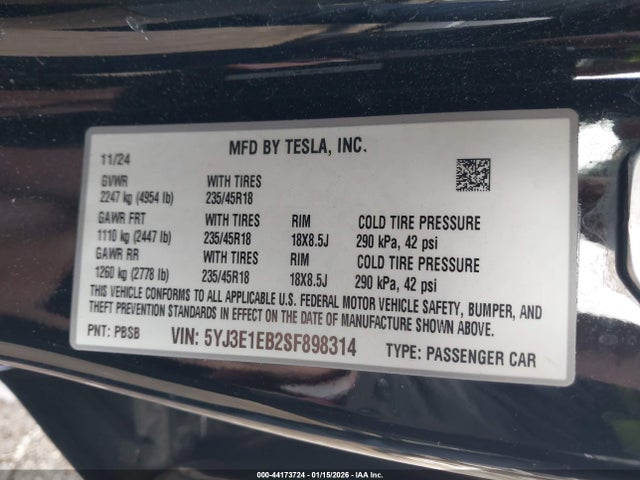 11/24 MFD BY TESLA, INC.
GVWR WITH TIRES
2247 kg (4954 lb) 235/45R18
GAWR FRT WITH TIRES RIM COLD TIRE PRESSURE
1110 kg (2447 lb) 235/45R18 18X8.5J 290 kPa, 42 psi
GAWR RR WITH TIRES RIM COLD TIRE PRESSURE
1260 kg (2778 lb) 235/45R18 18X8.5J 290 kPa, 42 psi
THIS VEHICLE CONFORMS TO ALL APPLICABLE U.S. FEDERAL MOTOR VEHICLE SAFETY, BUMPER, AND
THEFT PREVENTION STANDARDS IN EFFECT ON THE DATE OF MANUFACTURE SHOWN ABOVE.
PNT: PBSB VIN: 5YJ3E1EB2SF898314 TYPE: PASSENGER CAR
000-44173724 - 01/15/2026 - IAA Inc.